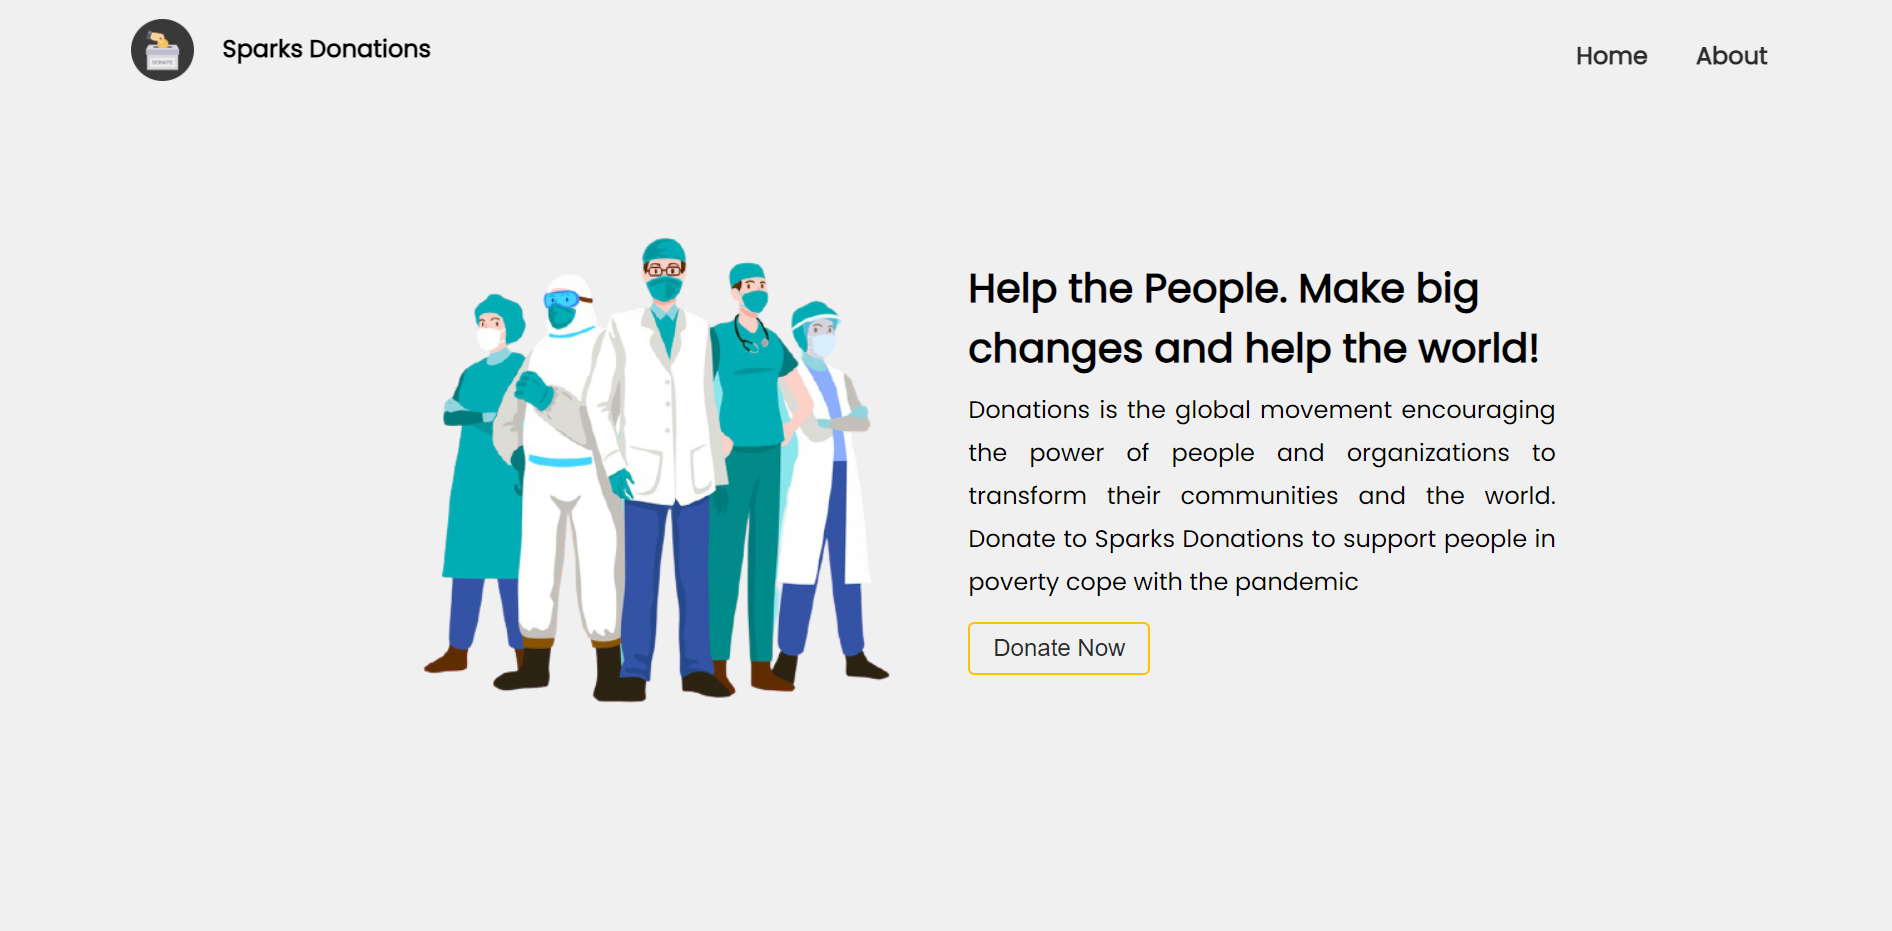 DONATE
Sparks Donations
Home
About
Help the People. Make big
changes and help the world!
Donations is the global movement encouraging
the power of people and organizations to
transform their communities and the world.
Donate to Sparks Donations to support people in
poverty cope with the pandemic
Donate Now